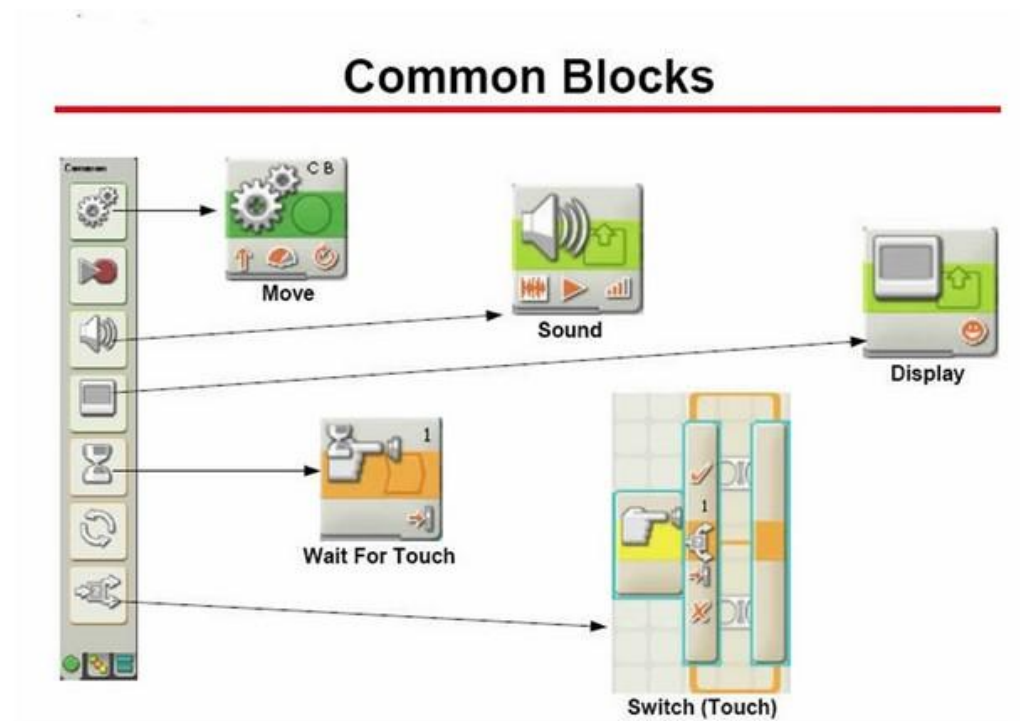 Common Blocks
Common
C B
Move
Sound
Display
1
Wait For Touch
1
Switch (Touch)